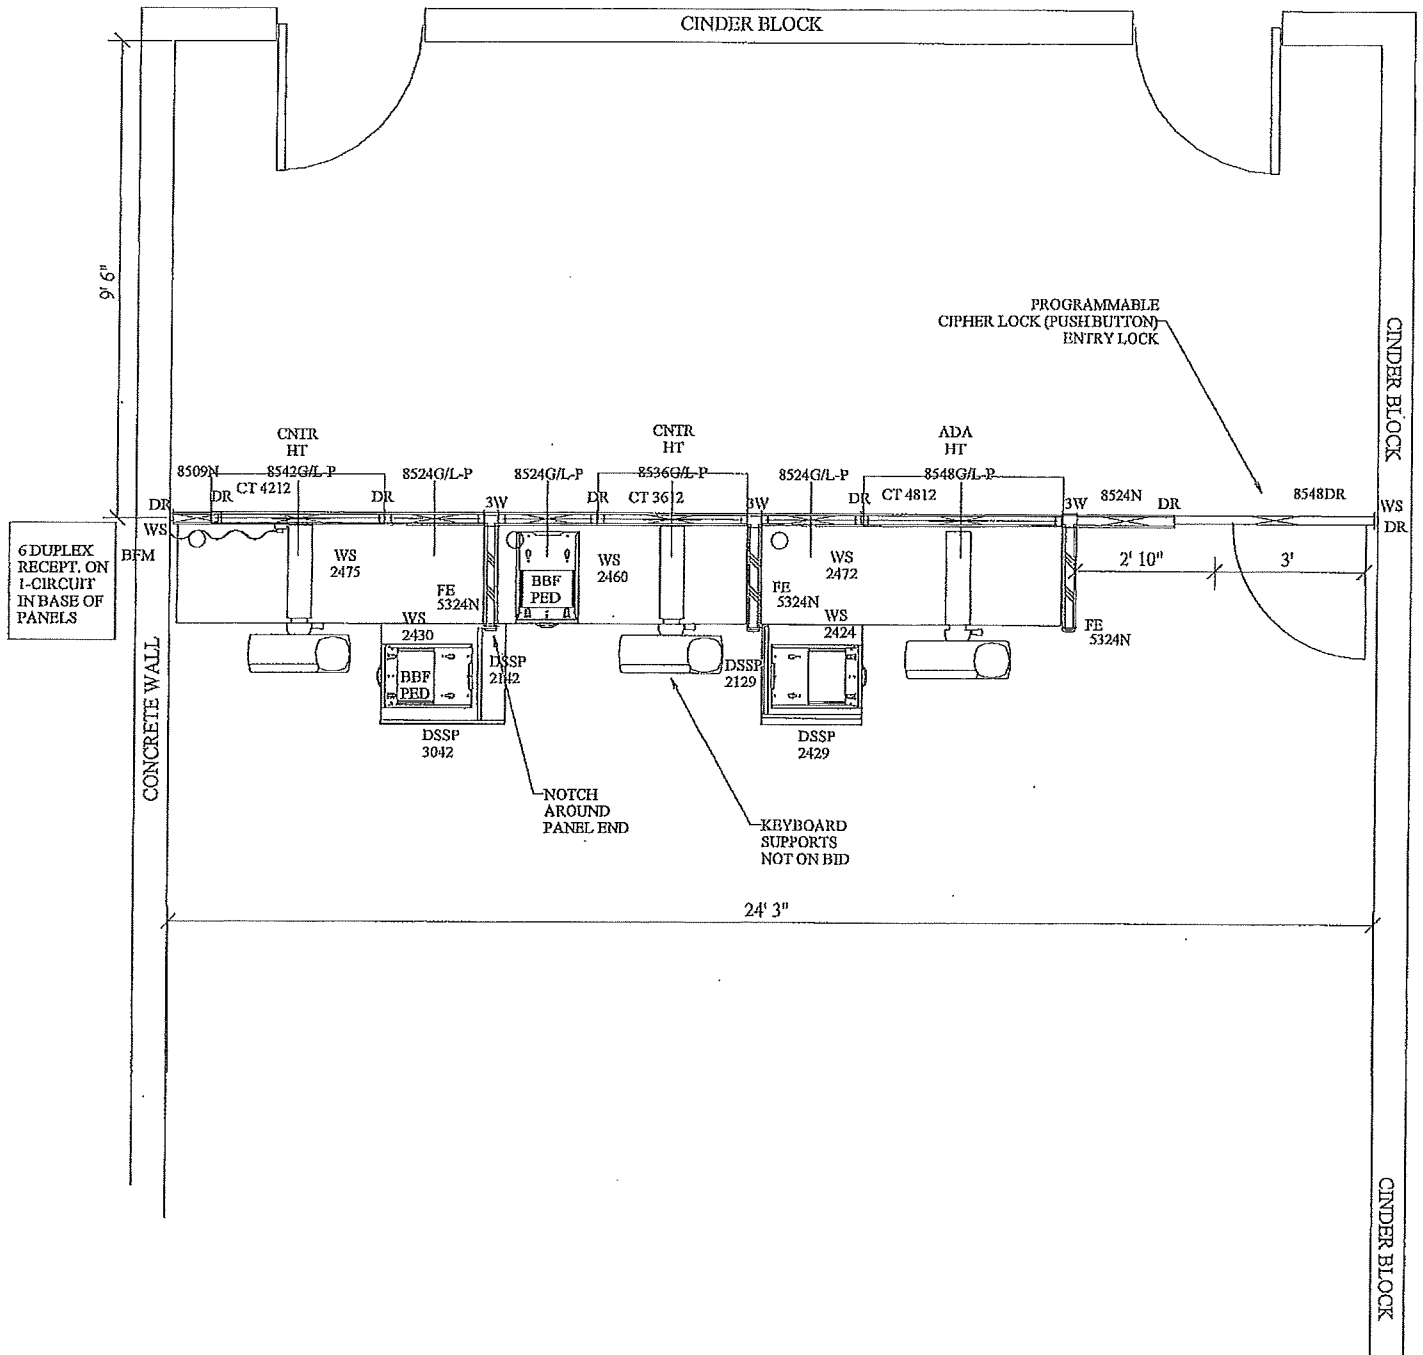 CINDER BLOCK
9' 6"
PROGRAMMABLE
CIPHER LOCK (PUSH BUTTON)
ENTRY LOCK
CINDER BLOCK
CNTR
HT
CNTR
HT
ADA
HT
8509N
8542G/L-P
8524G/L-P
8524G/L-P
8536G/L-P
8524G/L-P
8548G/L-P
DR
DR
CT 4212
DR
3W
DR
CT 3612
3W
DR
CT 4812
3W
8524N
DR
8548DR
WS
DR
WS
BFM
6 DUPLEX
RECEPT. ON
1-CIRCUIT
IN BASE OF
PANELS
WS
2475
FE
5324N
BBF
PED
WS
2460
FE
5324N
WS
2472
2' 10"
3'
FE
5324N
WS
2430
WS
2424
BBF
PED
DSSP
2142
DSSP
2129
DSSP
3042
DSSP
2429
CONCRETE WALL
NOTCH
AROUND
PANEL END
KEYBOARD
SUPPORTS
NOT ON BID
24' 3"
CINDER BLOCK